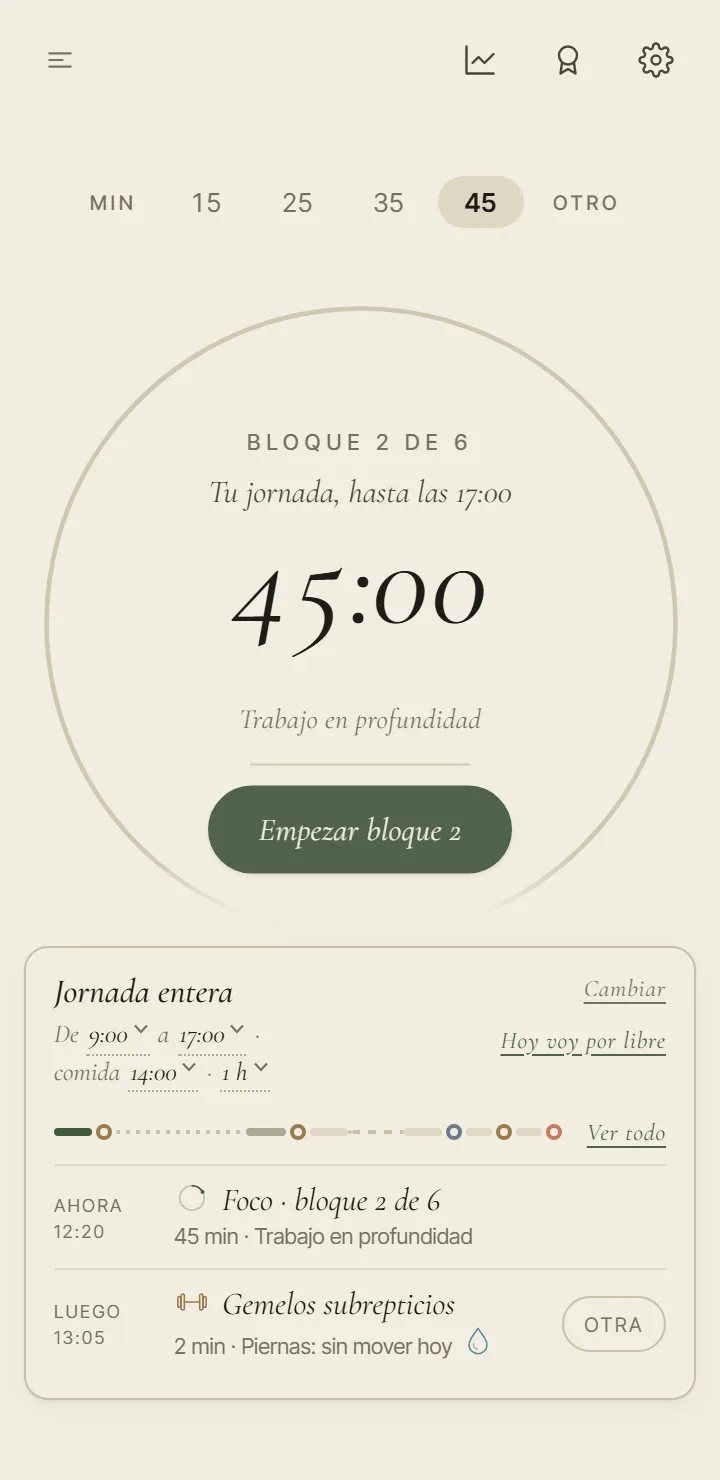 MIN 15 25 35 45 OTRO
BLOQUE 2 DE 6
Tu jornada, hasta las 17:00
45:00
Trabajo en profundidad
Empezar bloque 2
Jornada entera
Cambiar
De 9:00 a 17:00 ·
Hoy voy por libre
comida 14:00 · 1 h
Ver todo
AHORA
12:20
Foco · bloque 2 de 6
45 min · Trabajo en profundidad
LUEGO
13:05
Gemelos subrepticios
2 min · Piernas: sin mover hoy
OTRA